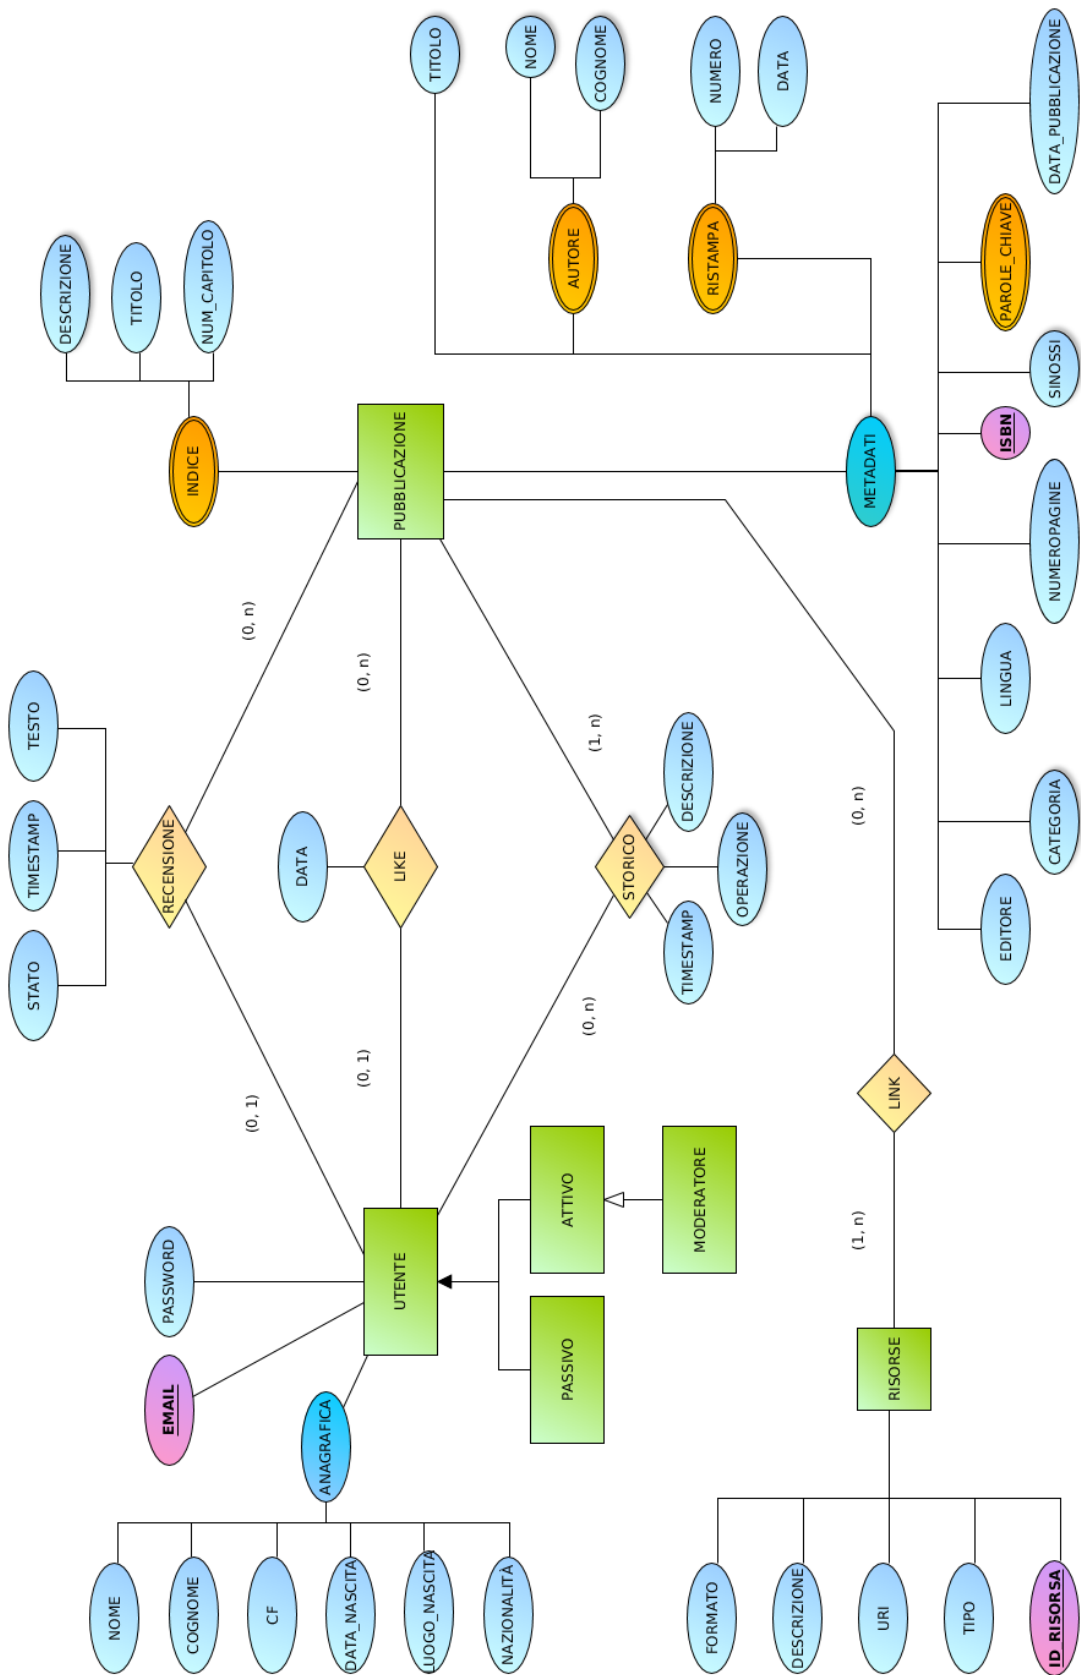 STATO
TIMESTAMP
TESTO
DESCRIZIONE
NOME
TITOLO
EMAIL
PASSWORD
RECENSIONE
COGNOME
INDICE
NUM_CAPITOLO
(0, 1)
(0, n)
CF
DATA
ANAGRAFICA
DATA_NASCITA
(0, 1)
(0, n)
UTENTE
LIKE
PUBBLICAZIONE
LUOGO_NASCITA
TITOLO
NAZIONALITÀ
NOME
PASSIVO
ATTIVO
AUTORE
(0, n)
(1, n)
COGNOME
STORICO
TIMESTAMP
DESCRIZIONE
MODERATORE
FORMATO
RISTAMPA
NUMERO
OPERAZIONE
DATA
DESCRIZIONE
(1, n)
(0, n)
METADATI
URI
RISORSE
LINK
TIPO
EDITORE
LINGUA
ISBN
PAROLE_CHIAVE
ID_RISORSA
CATEGORIA
NUMEROPAGINE
SINOSSI
DATA_PUBBLICAZIONE